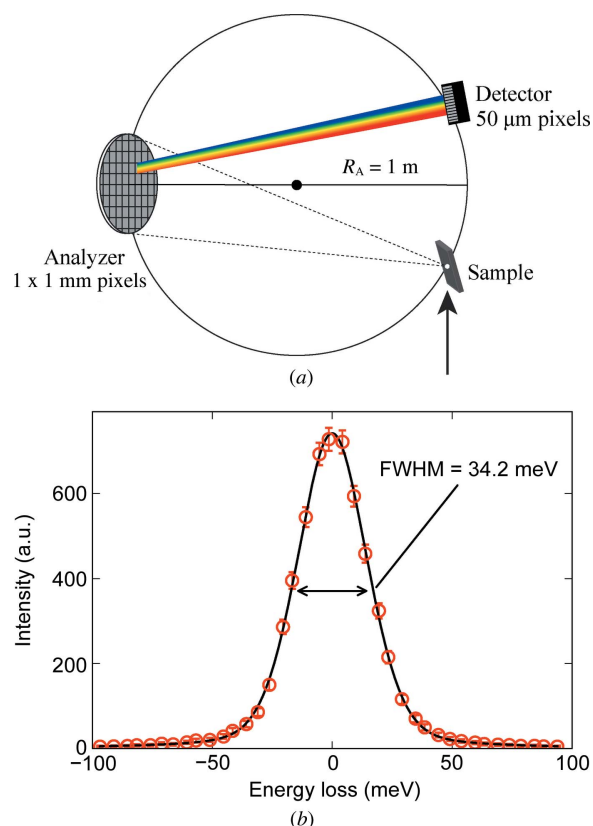 Detector
50 μm pixels
R_A = 1 m
Analyzer
1 x 1 mm pixels
Sample
(a)
600
400
200
0
Intensity (a.u.)
FWHM = 34.2 meV
−100
−50
0
50
100
Energy loss (meV)
(b)